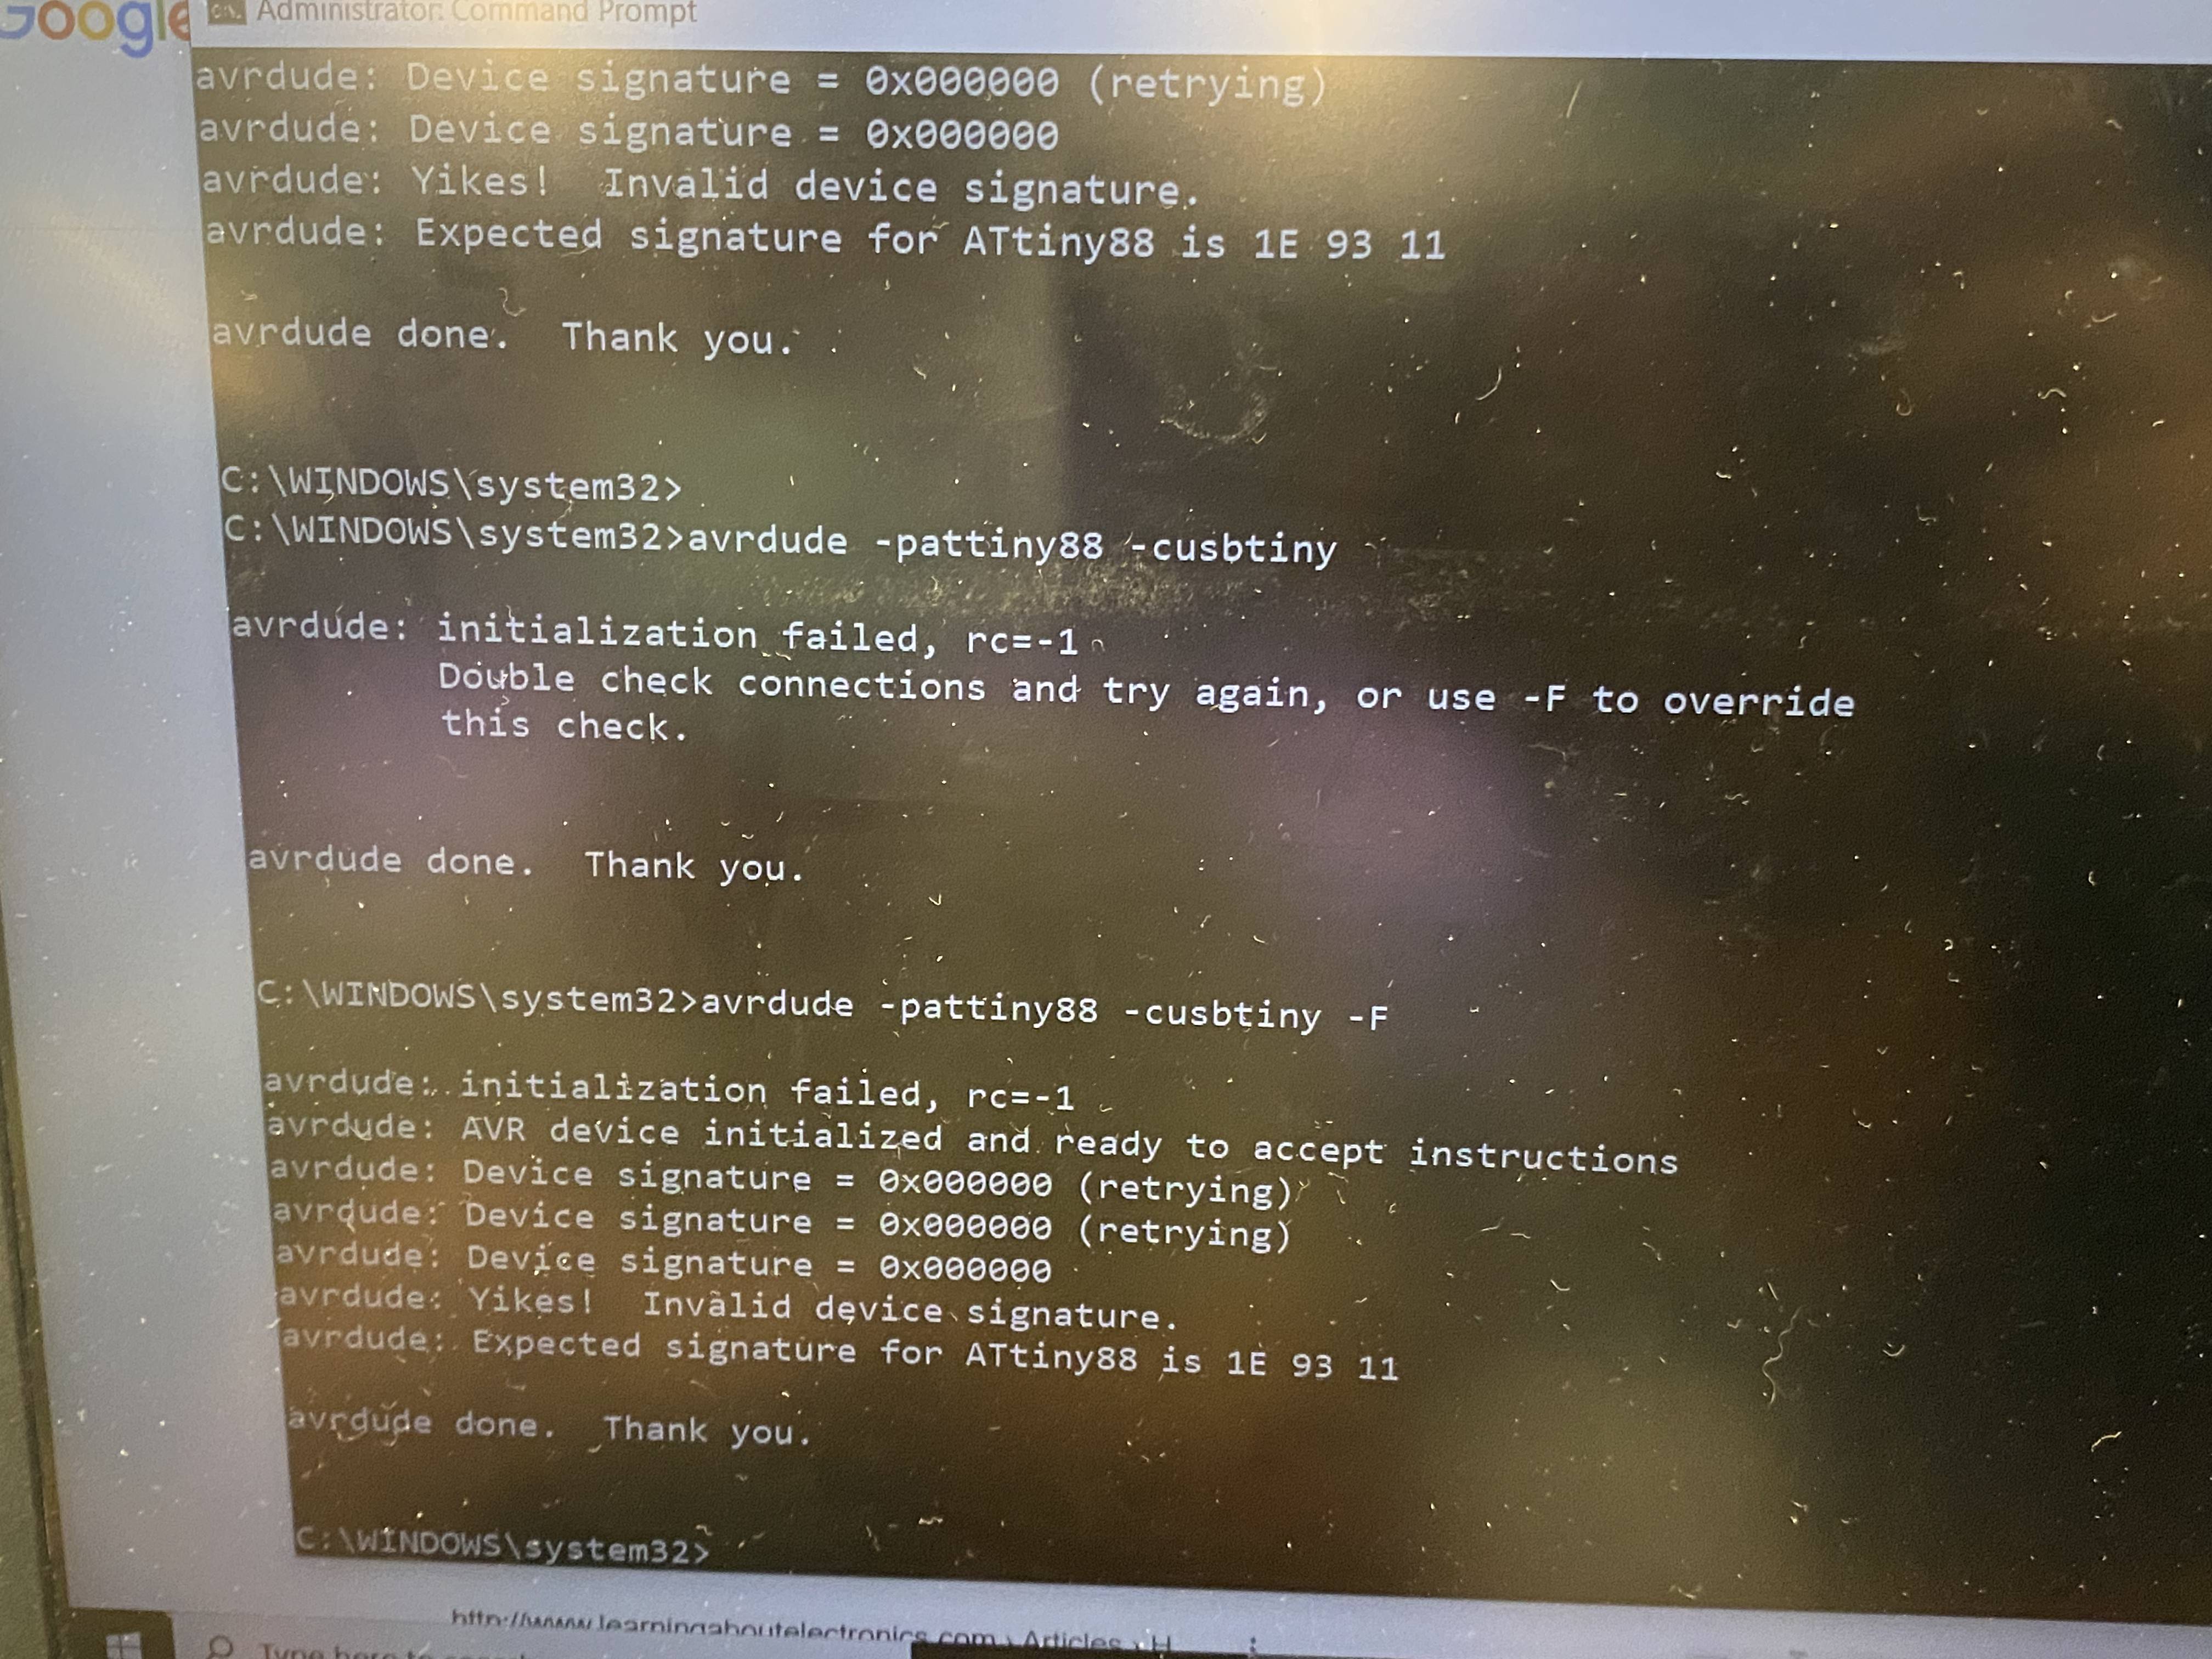 Google
Administrator: Command Prompt
avrdude: Device signature = 0x000000 (retrying)
avrdude: Device signature = 0x000000
avrdude: Yikes!  Invalid device signature.
avrdude: Expected signature for ATtiny88 is 1E 93 11
avrdude done.  Thank you.
C:\WINDOWS\system32>
C:\WINDOWS\system32>avrdude -pattiny88 -cusbtiny
avrdude: initialization failed, rc=-1
Double check connections and try again, or use -F to override
this check.
avrdude done.  Thank you.
C:\WINDOWS\system32>avrdude -pattiny88 -cusbtiny -F
avrdude: initialization failed, rc=-1
avrdude: AVR device initialized and ready to accept instructions
avrdude: Device signature = 0x000000 (retrying)
avrdude: Device signature = 0x000000 (retrying)
avrdude: Device signature = 0x000000
avrdude: Yikes!  Invalid device signature.
avrdude: Expected signature for ATtiny88 is 1E 93 11
avrdude done.  Thank you.
C:\WINDOWS\system32>
http://www.learningaboutelectronics.com › Articles › H
Type here to